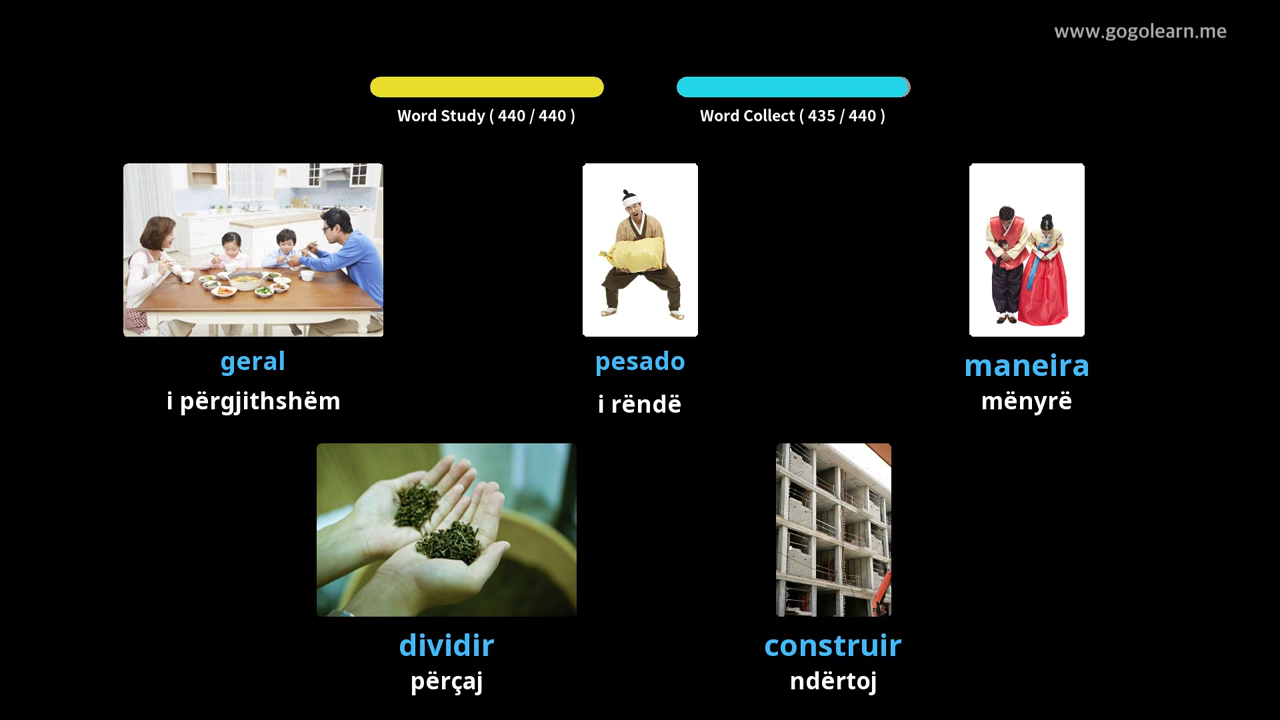 www.gogolearn.me
Word Study ( 440 / 440 )
Word Collect ( 435 / 440 )
geral
i përgjithshëm
pesado
i rëndë
maneira
mënyrë
dividir
përçaj
construir
ndërtoj